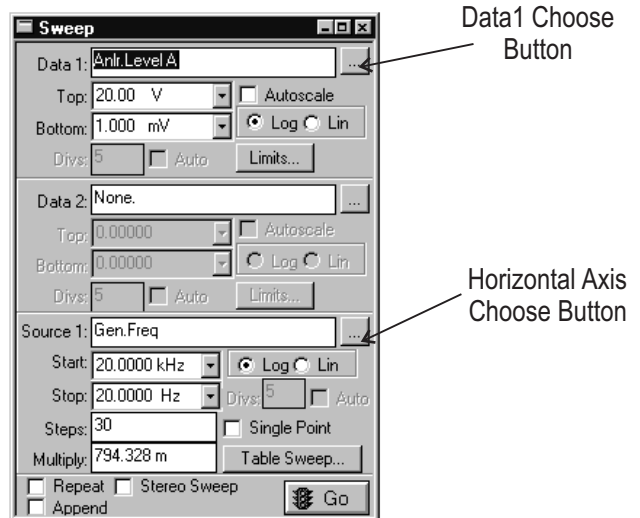 Sweep
Data1 Choose
Button
Data 1: Anlr.Level A ...
Top: 20.00 V Autoscale
Bottom: 1.000 mV Log Lin
Divs: 5 Auto Limits...
Data 2: None. ...
Top: 0.00000 Autoscale
Bottom: 0.00000 Log Lin
Divs: 5 Auto Limits...
Horizontal Axis
Choose Button
Source 1: Gen.Freq ...
Start: 20.0000 kHz Log Lin
Stop: 20.0000 Hz Divs: 5 Auto
Steps: 30 Single Point
Multiply: 794.328 m Table Sweep...
Repeat Stereo Sweep
Append Go